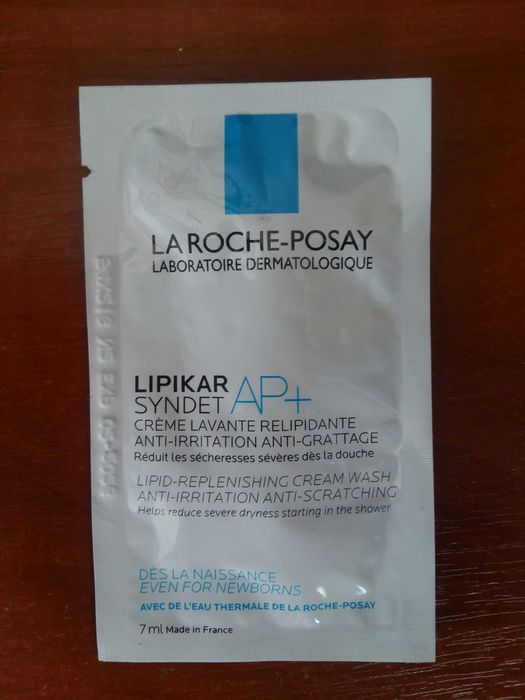 LA ROCHE-POSAY
LABORATOIRE DERMATOLOGIQUE
LIPIKAR
SYNDET AP+
CRÈME LAVANTE RELIPIDANTE
ANTI-IRRITATION ANTI-GRATTAGE
Réduit les sécheresses sévères dès la douche
LIPID-REPLENISHING CREAM WASH
ANTI-IRRITATION ANTI-SCRATCHING
Helps reduce severe dryness starting in the shower
DÈS LA NAISSANCE
EVEN FOR NEWBORNS
AVEC DE L'EAU THERMALE DE LA ROCHE-POSAY
7 ml Made in France